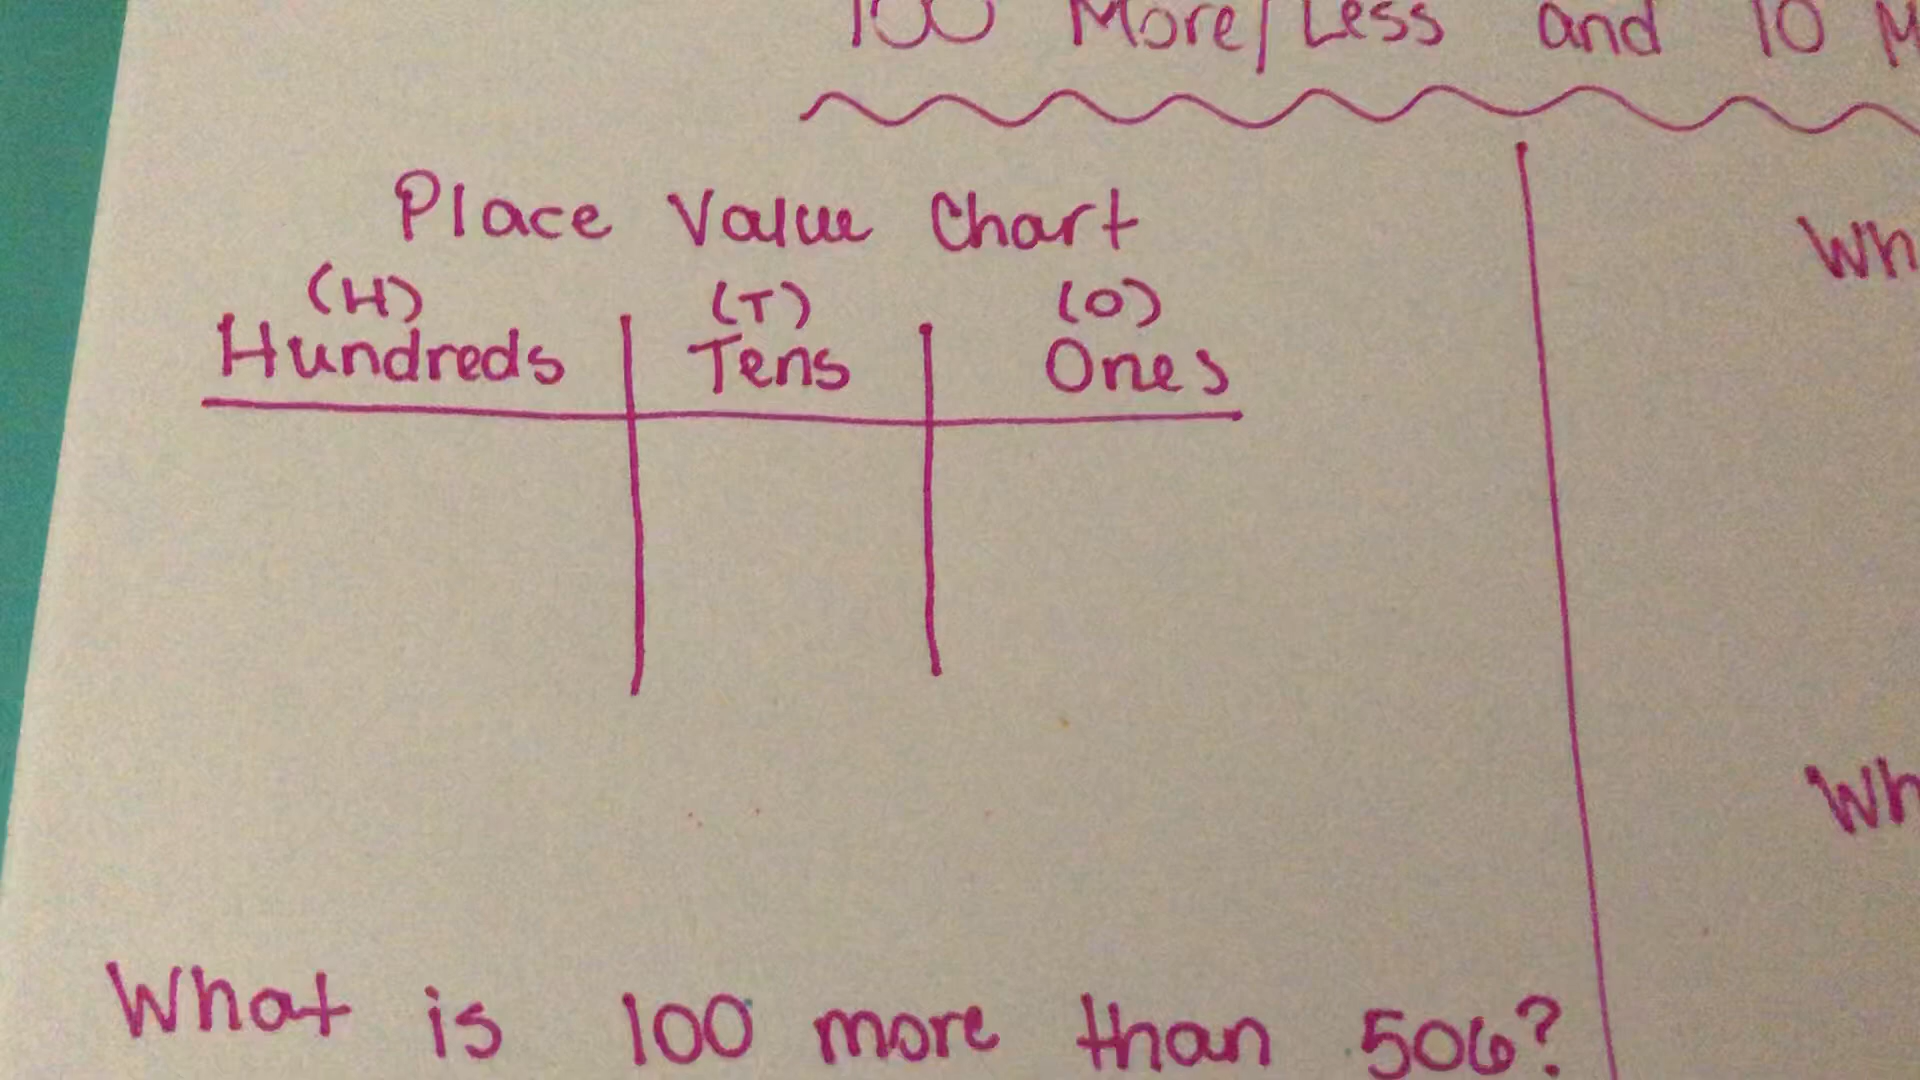 100 More/Less and 10
Place Value Chart
(H) (T) (O)
Hundreds Tens Ones
What is 100 more than 506?